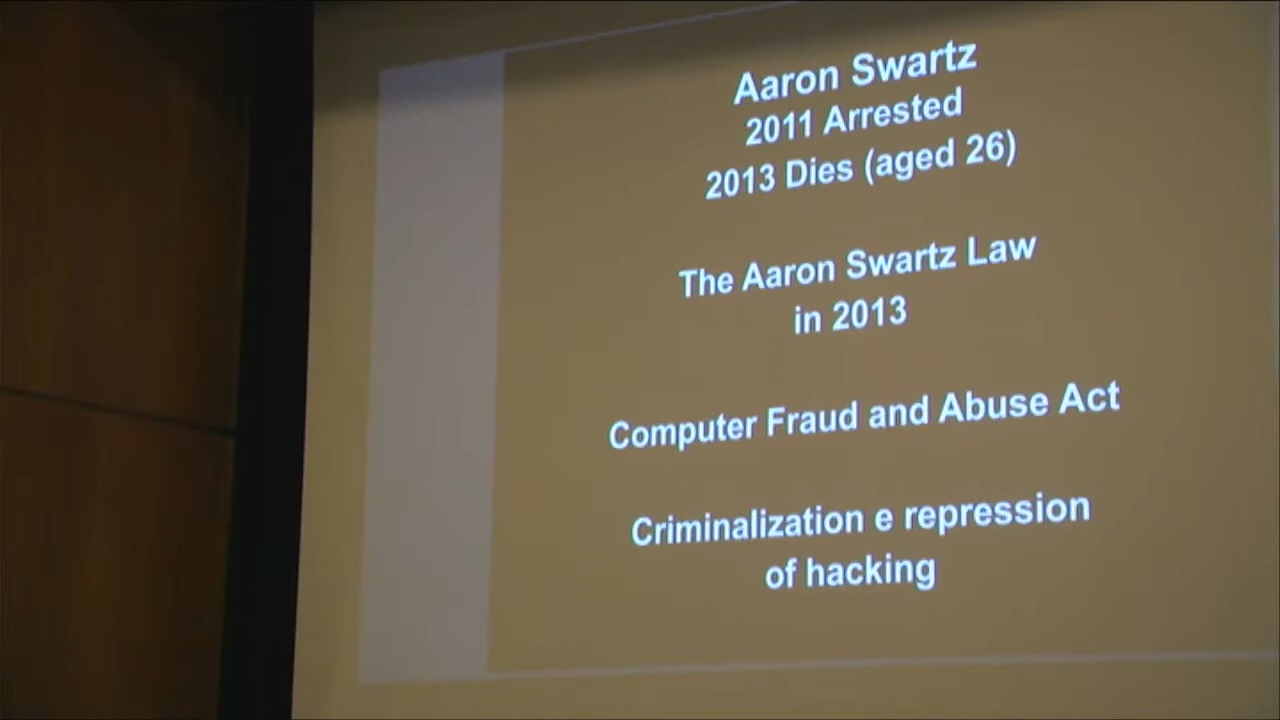 Aaron Swartz
2011 Arrested
2013 Dies (aged 26)
The Aaron Swartz Law
in 2013
Computer Fraud and Abuse Act
Criminalization e repression
of hacking